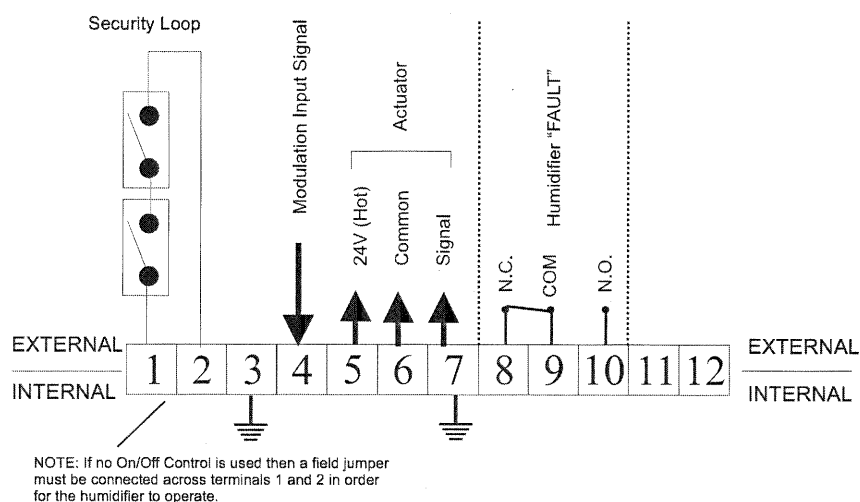 Security Loop
Modulation Input Signal
Actuator
24V (Hot)
Common
Signal
Humidifier "FAULT"
N.C.
COM
N.O.
EXTERNAL
EXTERNAL
1 2 3 4 5 6 7 8 9 10 11 12
INTERNAL
INTERNAL
NOTE: If no On/Off Control is used then a field jumper
must be connected across terminals 1 and 2 in order
for the humidifier to operate.